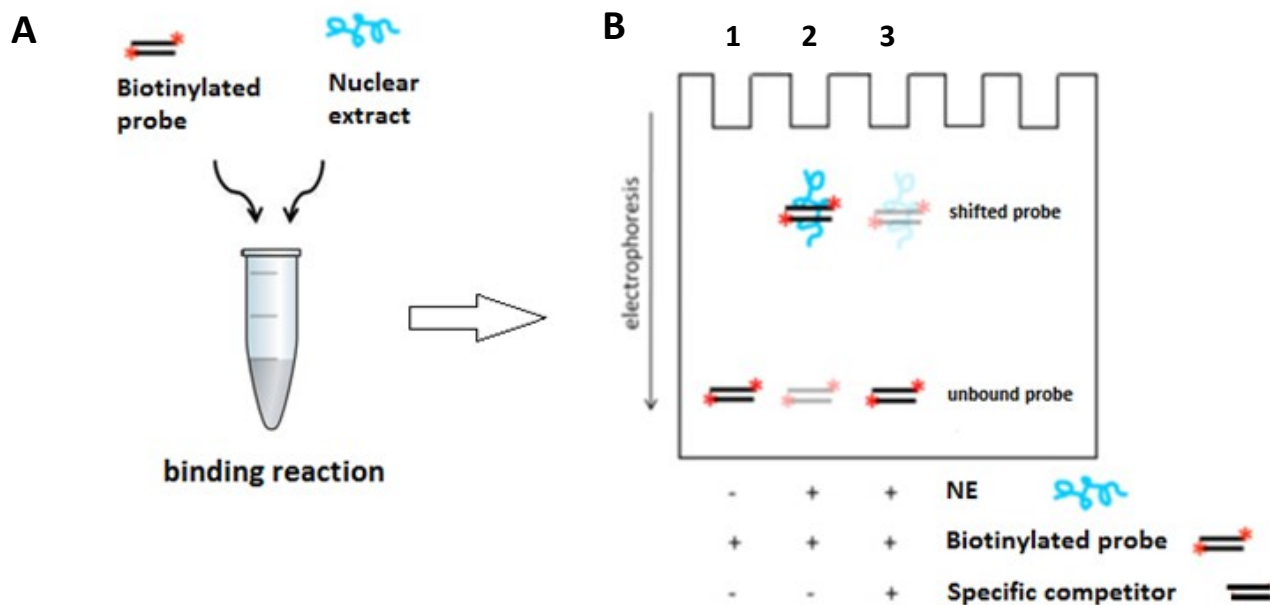 A
Biotinylated
probe
Nuclear
extract
binding reaction
B
1 2 3
electrophoresis
shifted probe
unbound probe
- + + NE
+ + + Biotinylated probe
- - + Specific competitor